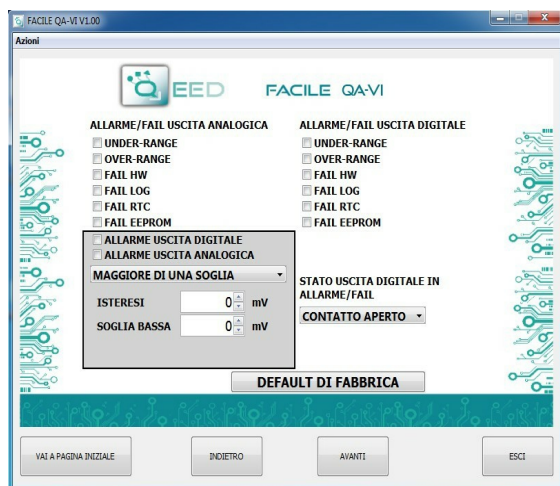 FACILE QA-VI V1.00
Azioni
QEED FACILE QA-VI
ALLARME/FAIL USCITA ANALOGICA
UNDER-RANGE
OVER-RANGE
FAIL HW
FAIL LOG
FAIL RTC
FAIL EEPROM
ALLARME/FAIL USCITA DIGITALE
UNDER-RANGE
OVER-RANGE
FAIL HW
FAIL LOG
FAIL RTC
FAIL EEPROM
ALLARME USCITA DIGITALE
ALLARME USCITA ANALOGICA
MAGGIORE DI UNA SOGLIA
ISTERESI 0 mV
SOGLIA BASSA 0 mV
STATO USCITA DIGITALE IN
ALLARME/FAIL
CONTATTO APERTO
DEFAULT DI FABBRICA
VAI A PAGINA INIZIALE INDIETRO AVANTI ESCI